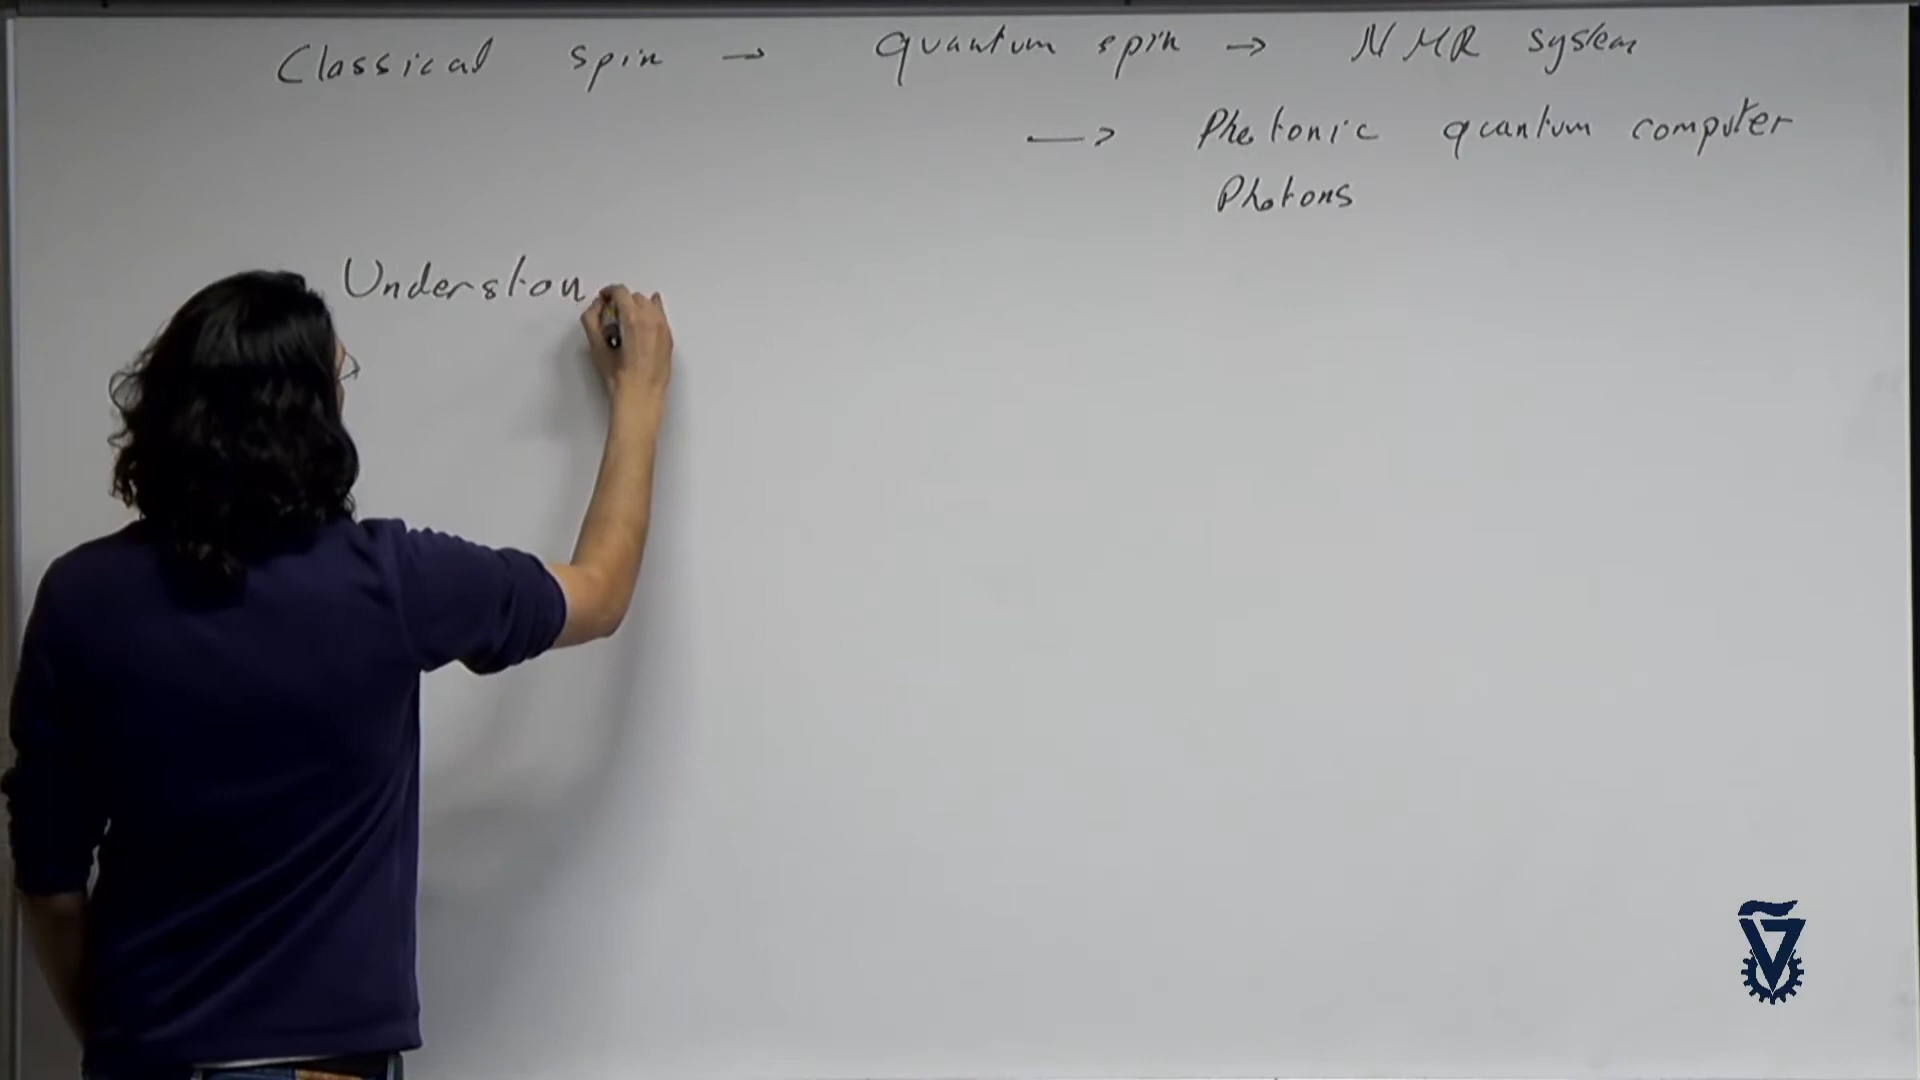 Classical spin → quantum spin → NMR system
→ Photonic quantum computer
Photons
Understan